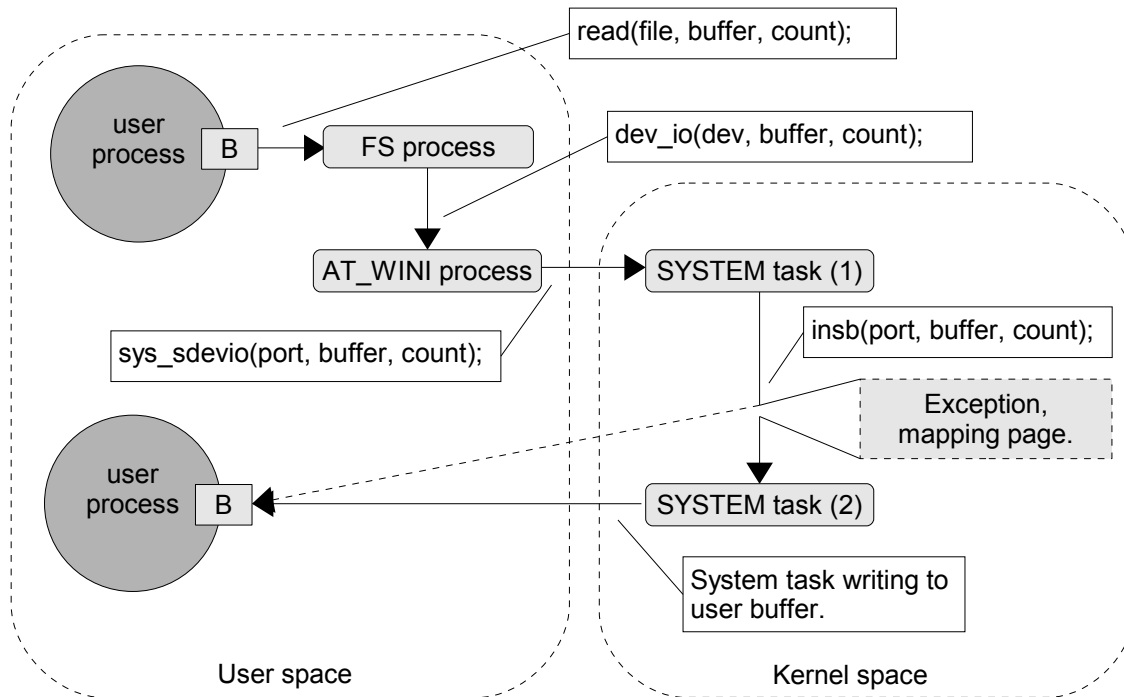 read(file, buffer, count);
user
process
B
FS process
dev_io(dev, buffer, count);
AT_WINI process
SYSTEM task (1)
sys_sdevio(port, buffer, count);
insb(port, buffer, count);
Exception,
mapping page.
user
process
B
SYSTEM task (2)
System task writing to
user buffer.
User space
Kernel space